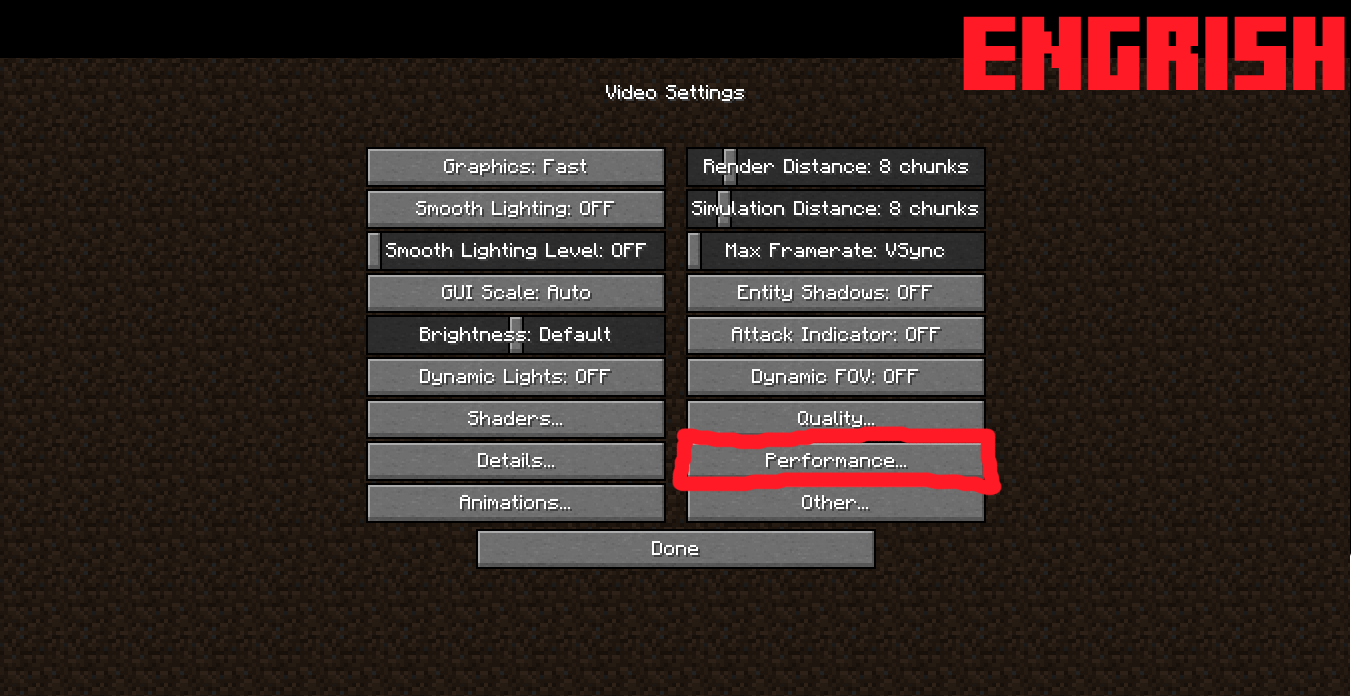 ENGRISH
Video Settings
Graphics: Fast
Render Distance: 8 chunks
Smooth Lighting: OFF
Simulation Distance: 8 chunks
Smooth Lighting Level: OFF
Max Framerate: VSync
GUI Scale: Auto
Entity Shadows: OFF
Brightness: Default
Attack Indicator: OFF
Dynamic Lights: OFF
Dynamic FOV: OFF
Shaders...
Quality...
Details...
Performance...
Animations...
Other...
Done